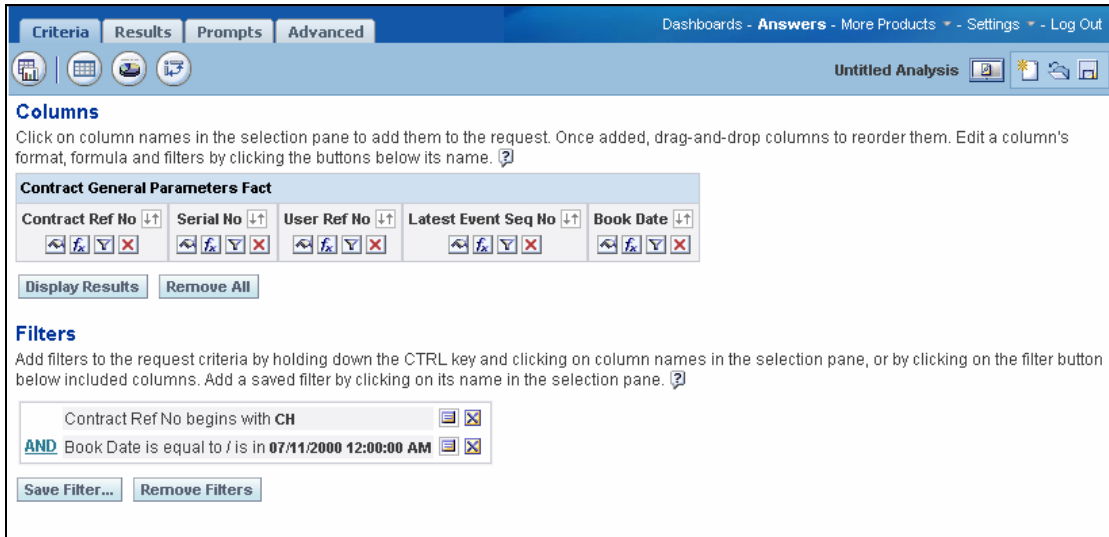 Criteria Results Prompts Advanced Dashboards - Answers - More Products - Settings - Log Out
Untitled Analysis
Columns
Click on column names in the selection pane to add them to the request. Once added, drag-and-drop columns to reorder them. Edit a column's
format, formula and filters by clicking the buttons below its name. ?
Contract General Parameters Fact
Contract Ref No Serial No User Ref No Latest Event Seq No Book Date
fx fx fx fx fx
Display Results Remove All
Filters
Add filters to the request criteria by holding down the CTRL key and clicking on column names in the selection pane, or by clicking on the filter button
below included columns. Add a saved filter by clicking on its name in the selection pane. ?
Contract Ref No begins with CH
AND Book Date is equal to / is in 07/11/2000 12:00:00 AM
Save Filter... Remove Filters